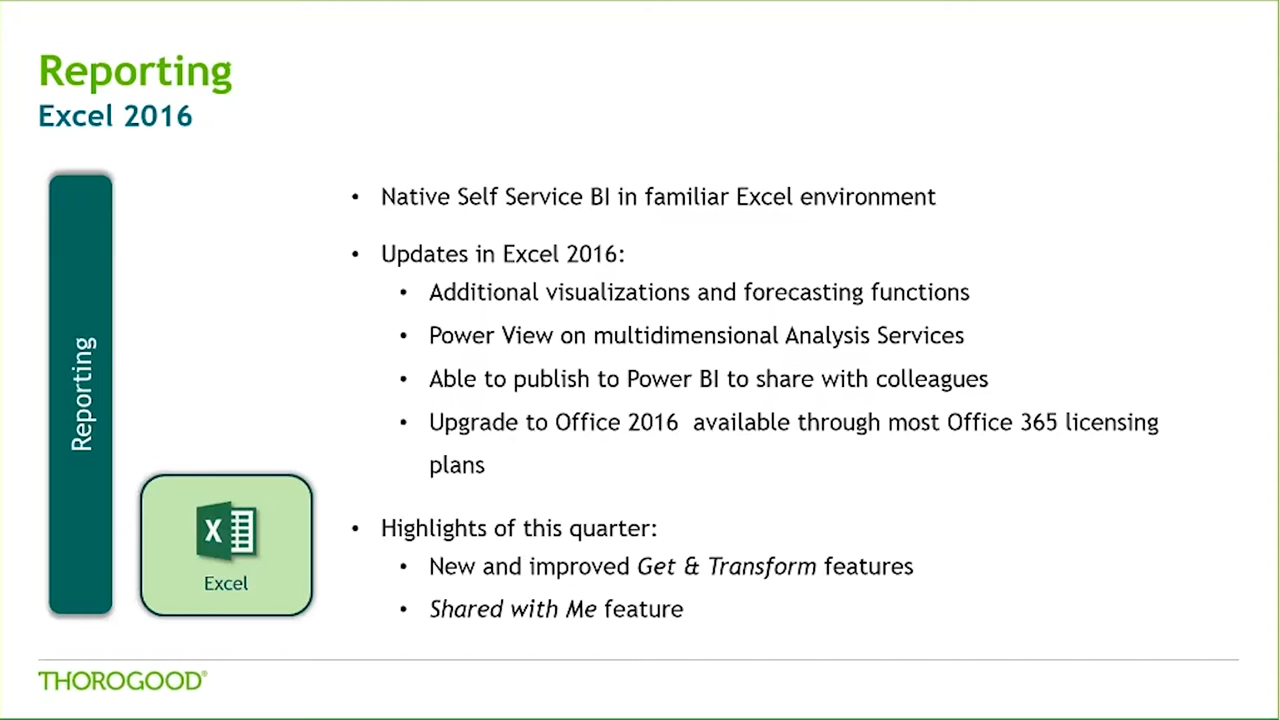 Reporting
Excel 2016
Reporting
Excel
• Native Self Service BI in familiar Excel environment
• Updates in Excel 2016:
• Additional visualizations and forecasting functions
• Power View on multidimensional Analysis Services
• Able to publish to Power BI to share with colleagues
• Upgrade to Office 2016  available through most Office 365 licensing
plans
• Highlights of this quarter:
• New and improved Get & Transform features
• Shared with Me feature
THOROGOOD®